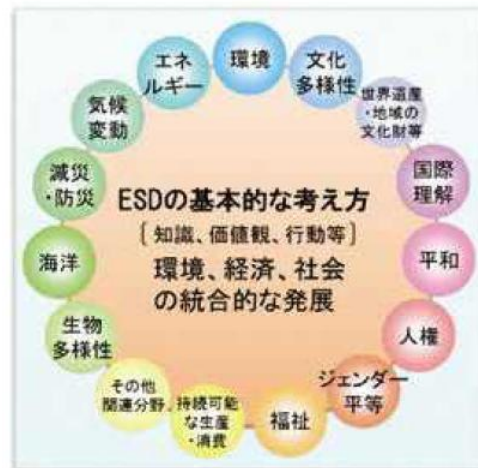 環境
文化
多様性
世界遺産
・地域の
文化財等
国際
理解
平和
人権
ジェンダー
平等
福祉
持続可能
な生産
・消費
その他
関連分野
生物
多様性
海洋
減災
・防災
気候
変動
エネ
ルギー
ESDの基本的な考え方
[知識、価値観、行動等]
環境、経済、社会
の統合的な発展